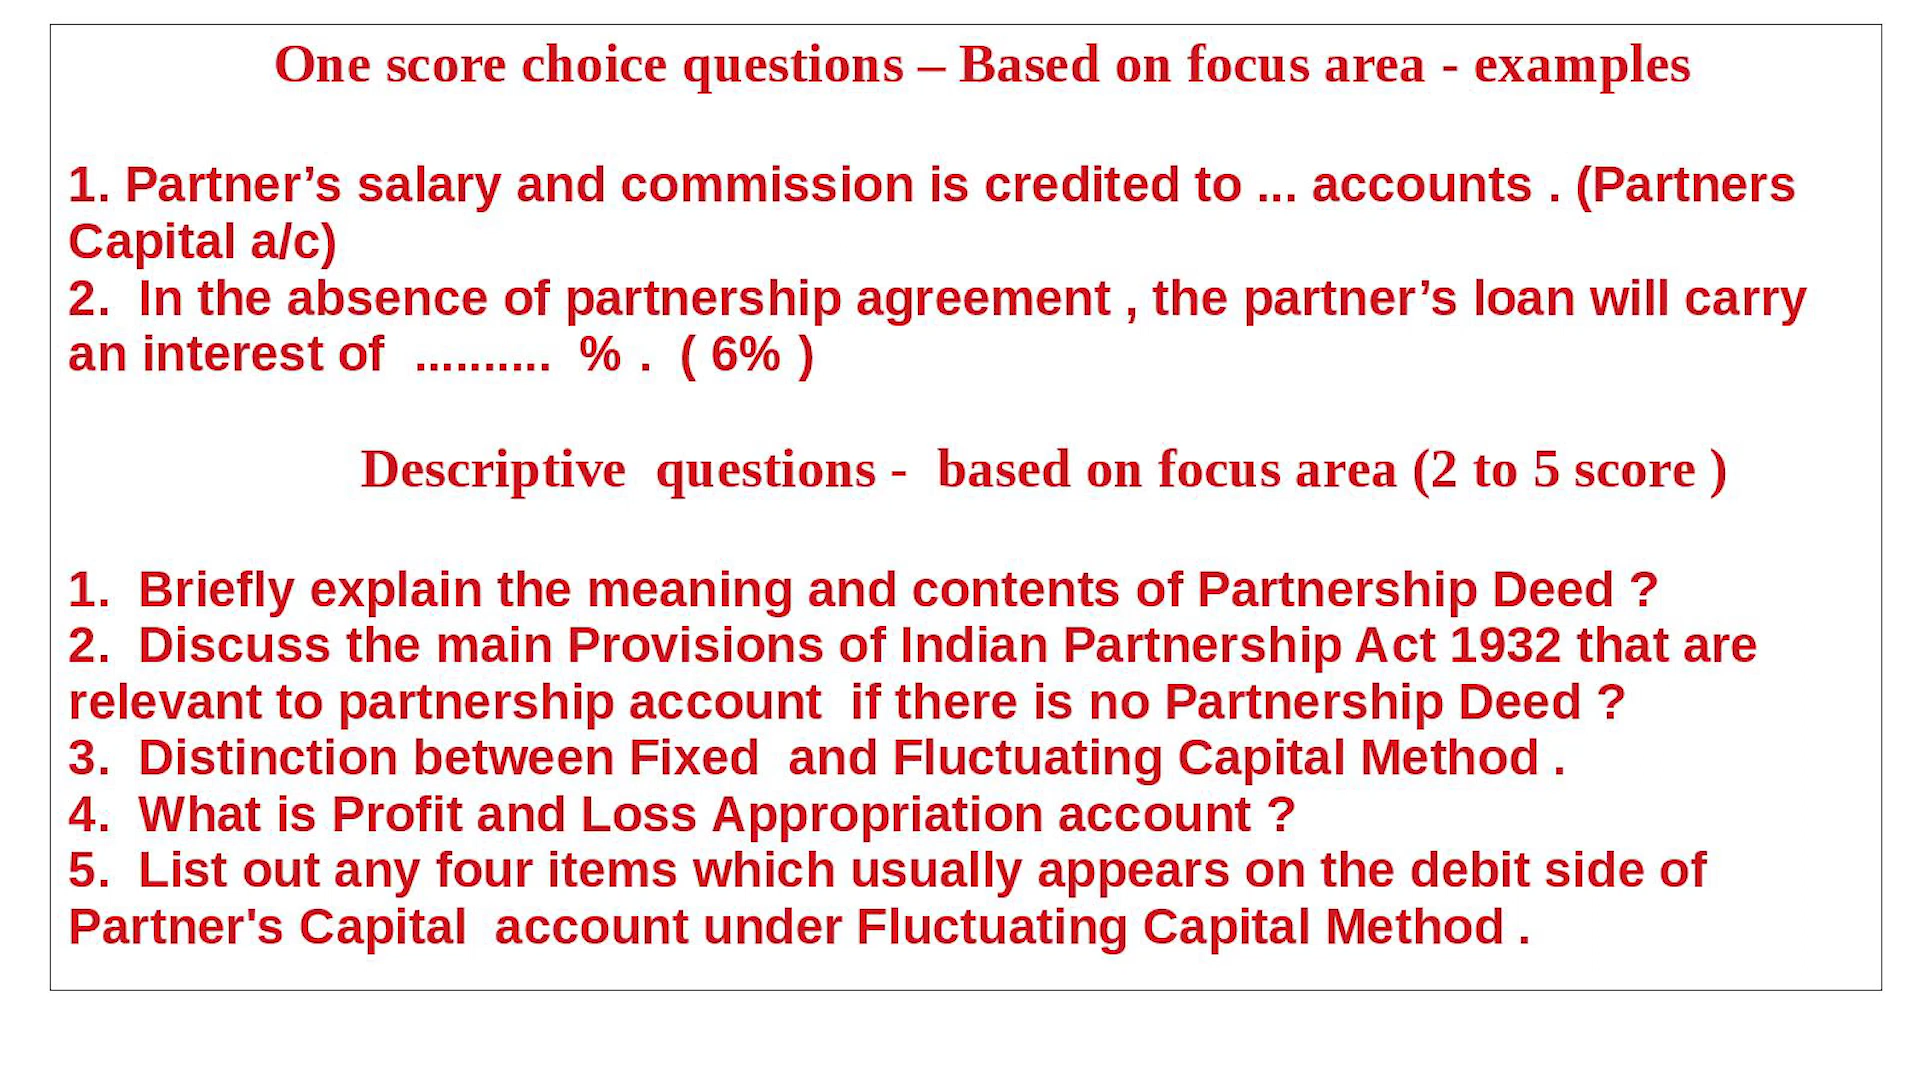 One score choice questions – Based on focus area - examples
1. Partner’s salary and commission is credited to ... accounts . (Partners
Capital a/c)
2.  In the absence of partnership agreement , the partner’s loan will carry
an interest of  ..........  % .  ( 6% )
Descriptive  questions -  based on focus area (2 to 5 score )
1.  Briefly explain the meaning and contents of Partnership Deed ?
2.  Discuss the main Provisions of Indian Partnership Act 1932 that are
relevant to partnership account  if there is no Partnership Deed ?
3.  Distinction between Fixed  and Fluctuating Capital Method .
4.  What is Profit and Loss Appropriation account ?
5.  List out any four items which usually appears on the debit side of
Partner's Capital  account under Fluctuating Capital Method .